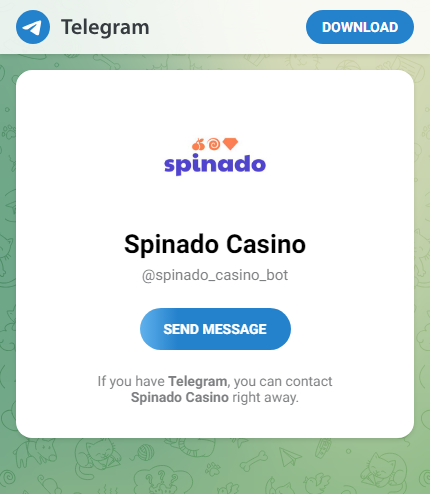 Telegram
DOWNLOAD
spinado
Spinado Casino
@spinado_casino_bot
SEND MESSAGE
If you have Telegram, you can contact
Spinado Casino right away.